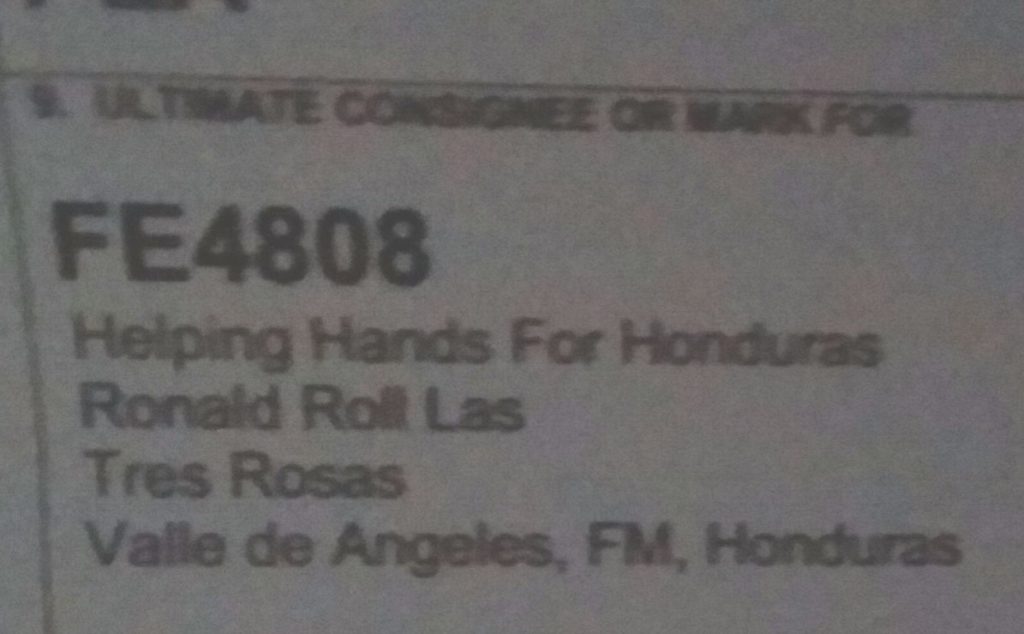 9. ULTIMATE CONSIGNEE OR MARK FOR
FE4808
Helping Hands For Honduras
Ronald Roll Las
Tres Rosas
Valle de Angeles, FM, Honduras